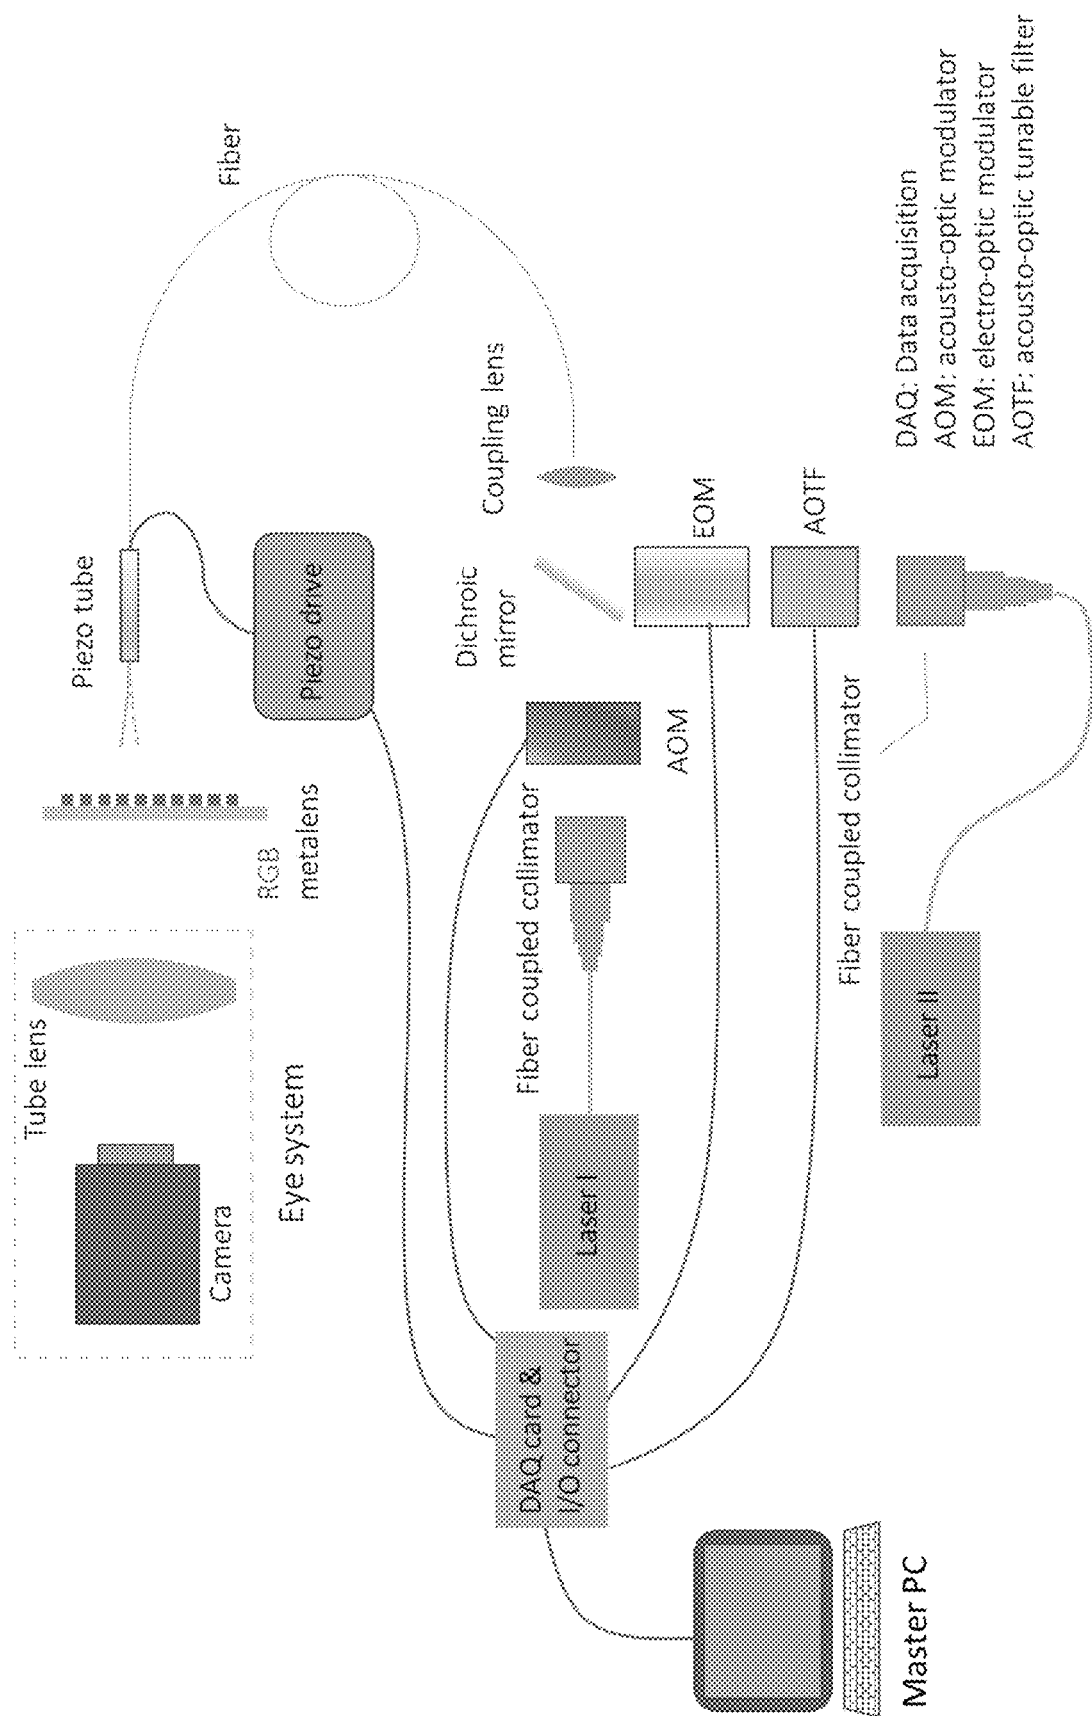 Camera
Tube lens
Eye system
RGB
metalens
Piezo tube
Fiber
Piezo drive
DAQ card &
I/O connector
Laser I
Fiber coupled collimator
AOM
Dichroic
mirror
Coupling lens
EOM
AOTF
Master PC
Laser II
Fiber coupled collimator
DAQ: Data acquisition
AOM: acousto-optic modulator
EOM: electro-optic modulator
AOTF: acousto-optic tunable filter